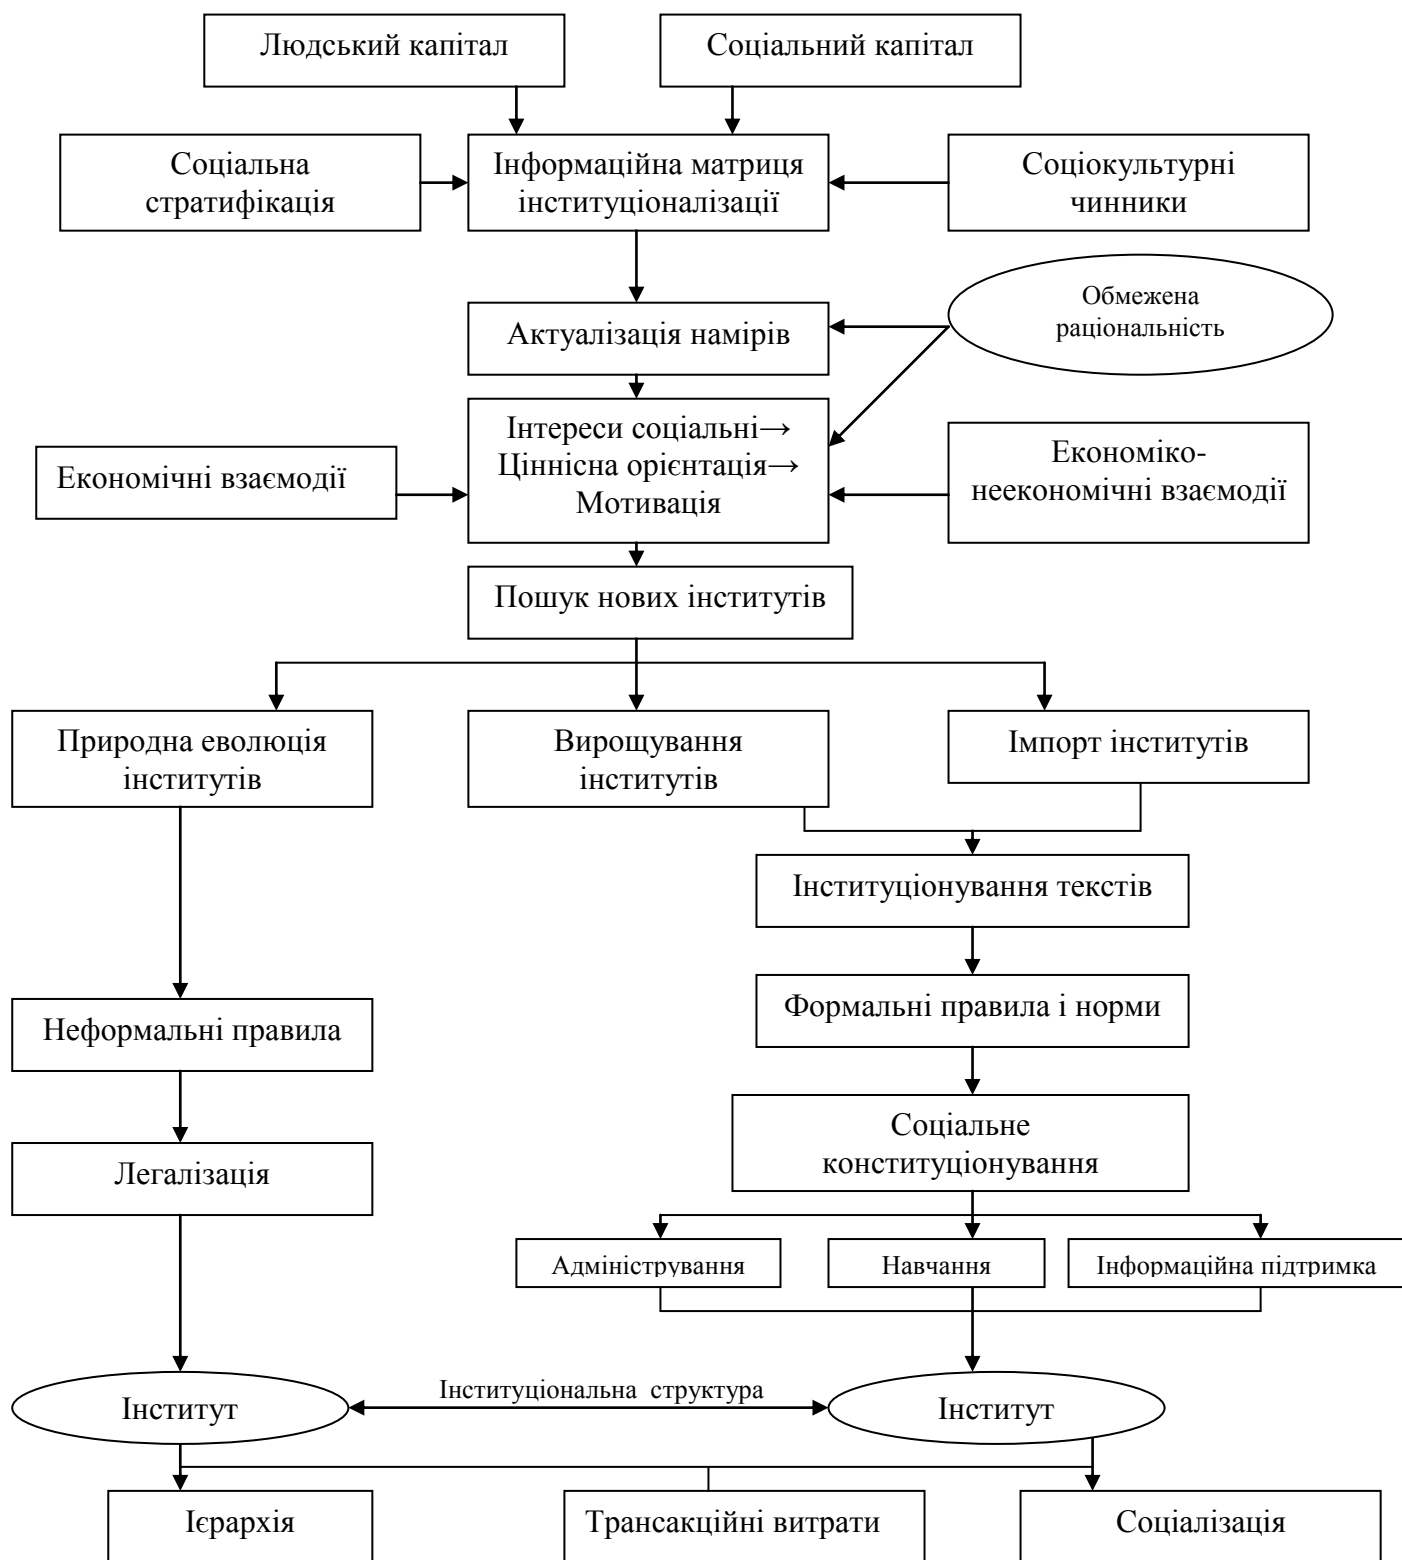 Людський капітал
Соціальний капітал
Соціальна
стратифікація
Інформаційна матриця
інституціоналізації
Соціокультурні
чинники
Актуалізація намірів
Обмежена
раціональність
Економічні взаємодії
Інтереси соціальні→
Ціннісна орієнтація→
Мотивація
Економіко-
неекономічні взаємодії
Пошук нових інститутів
Природна еволюція
інститутів
Вирощування
інститутів
Імпорт інститутів
Інституціонування текстів
Формальні правила і норми
Неформальні правила
Соціальне
конституціонування
Легалізація
Адміністрування
Навчання
Інформаційна підтримка
Інститут
Інституціональна структура
Інститут
Ієрархія
Трансакційні витрати
Соціалізація